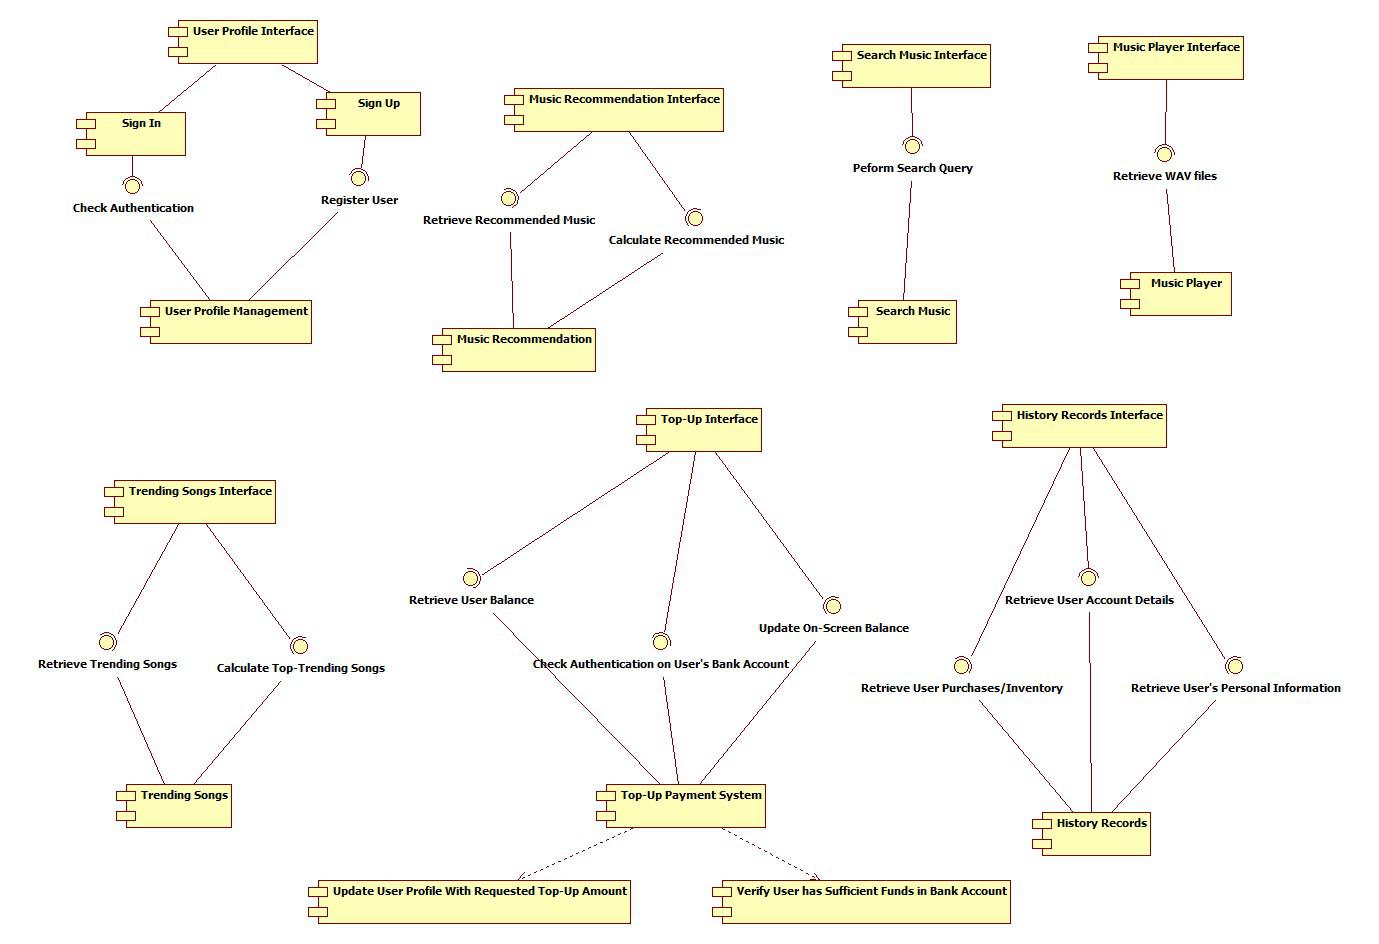 User Profile Interface
Sign In
Sign Up
Check Authentication
Register User
User Profile Management
Music Recommendation Interface
Retrieve Recommended Music
Calculate Recommended Music
Music Recommendation
Search Music Interface
Peform Search Query
Search Music
Music Player Interface
Retrieve WAV files
Music Player
Trending Songs Interface
Retrieve Trending Songs
Calculate Top-Trending Songs
Trending Songs
Top-Up Interface
Retrieve User Balance
Update On-Screen Balance
Check Authentication on User's Bank Account
Top-Up Payment System
Update User Profile With Requested Top-Up Amount
Verify User has Sufficient Funds in Bank Account
History Records Interface
Retrieve User Account Details
Retrieve User Purchases/Inventory
Retrieve User's Personal Information
History Records